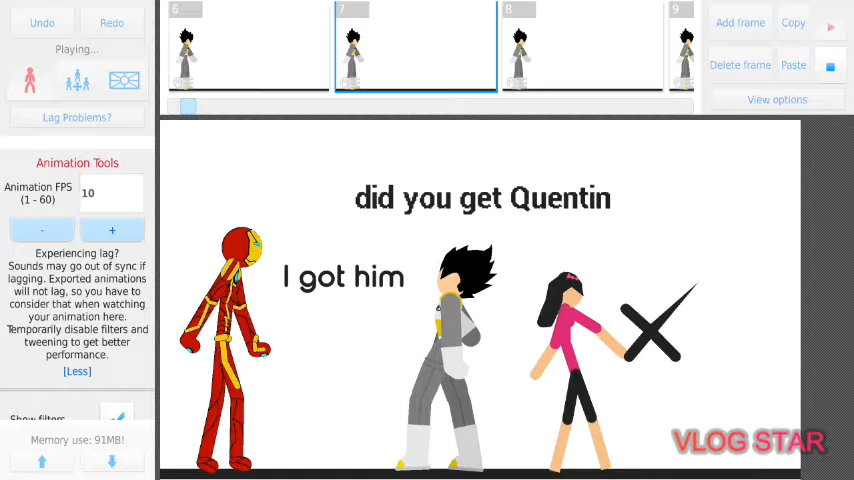 Undo Redo
Playing...
Lag Problems?
Animation Tools
Animation FPS
(1 - 60)
10
- +
Experiencing lag?
Sounds may go out of sync if
lagging. Exported animations
will not lag, so you have to
consider that when watching
your animation here.
Temporarily disable filters and
tweening to get better
performance.
[Less]
Show filters
Memory use: 91MB!
6 7 8 9
Add frame Copy
Delete frame Paste
View options
did you get Quentin
I got him
VLOG STAR